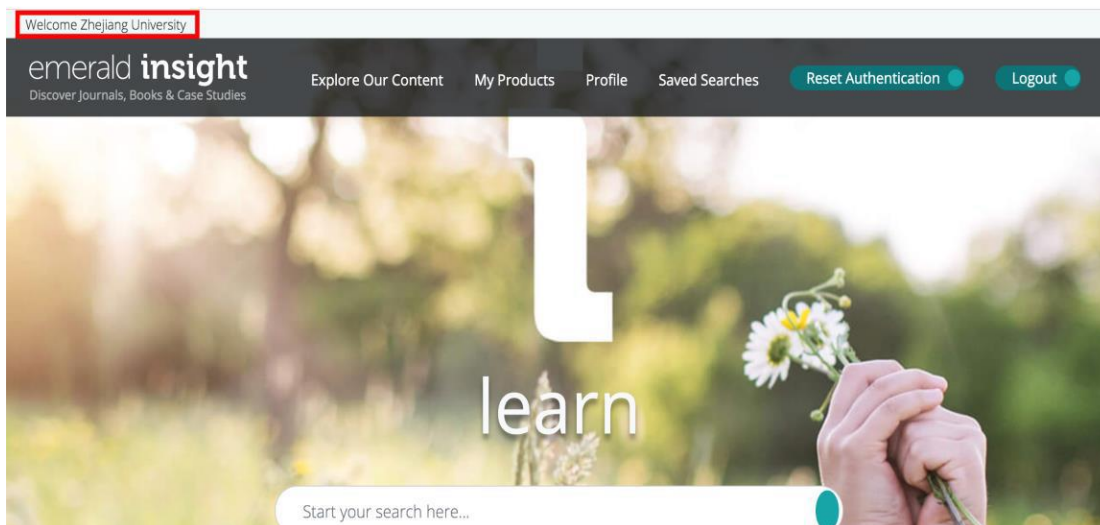 Welcome Zhejiang University
emerald insight
Discover Journals, Books & Case Studies
Explore Our Content My Products Profile Saved Searches Reset Authentication Logout
learn
Start your search here...